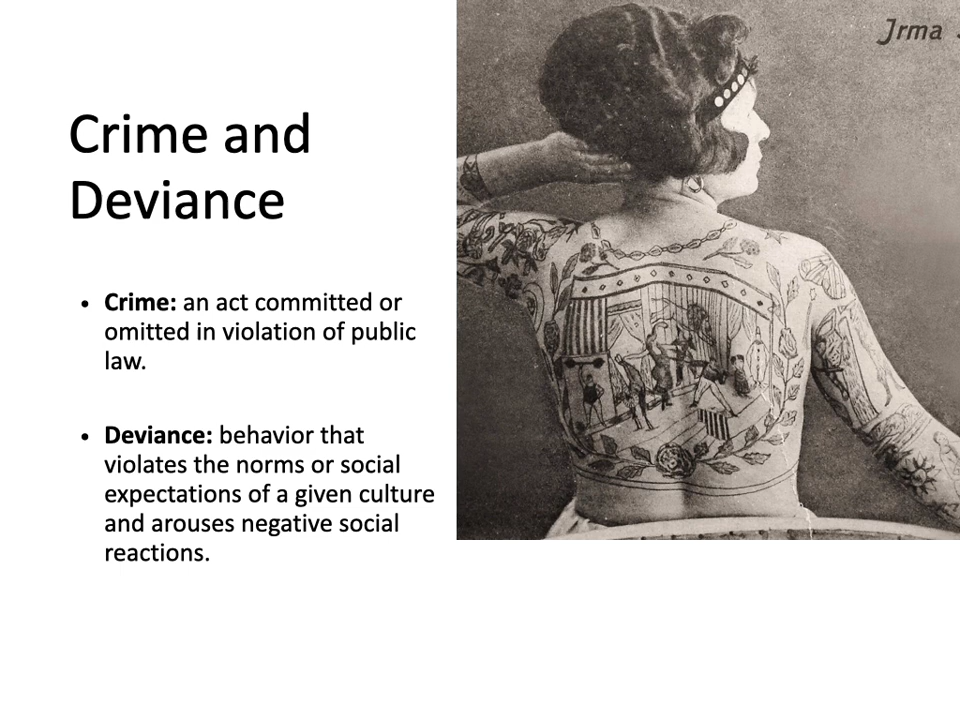 Crime and
Deviance
• Crime: an act committed or
omitted in violation of public
law.
• Deviance: behavior that
violates the norms or social
expectations of a given culture
and arouses negative social
reactions.
Jrma